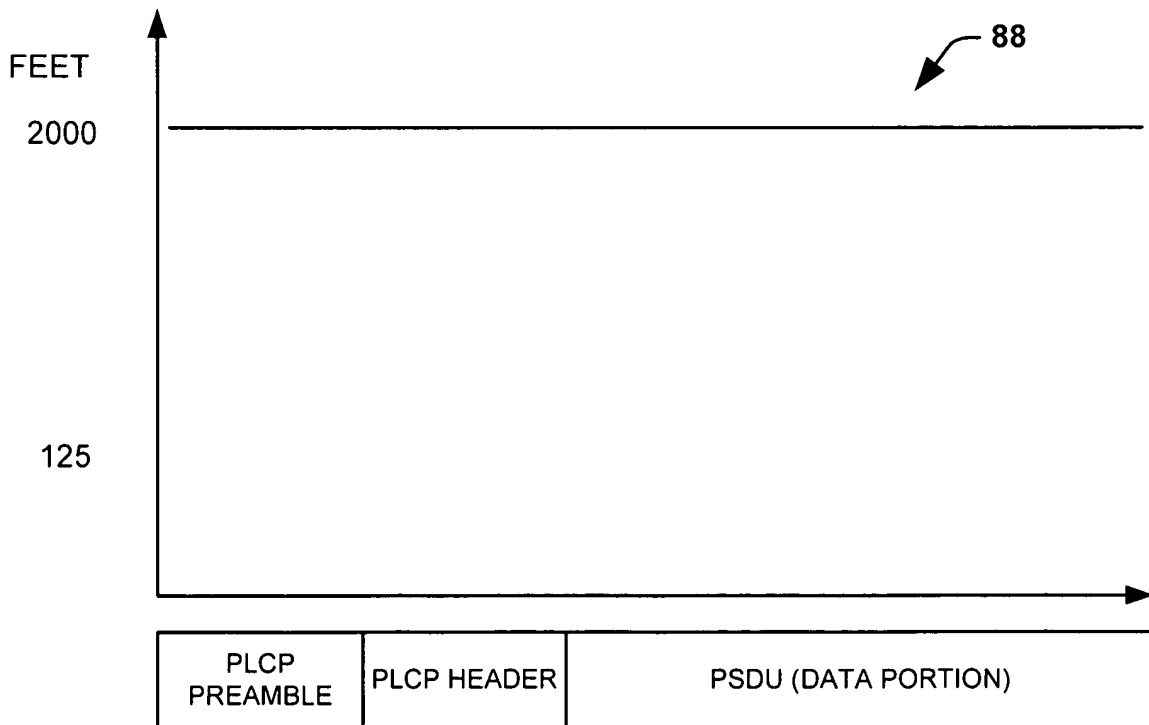 88
FEET
2000
125
PLCP
PREAMBLE
PLCP HEADER
PSDU (DATA PORTION)